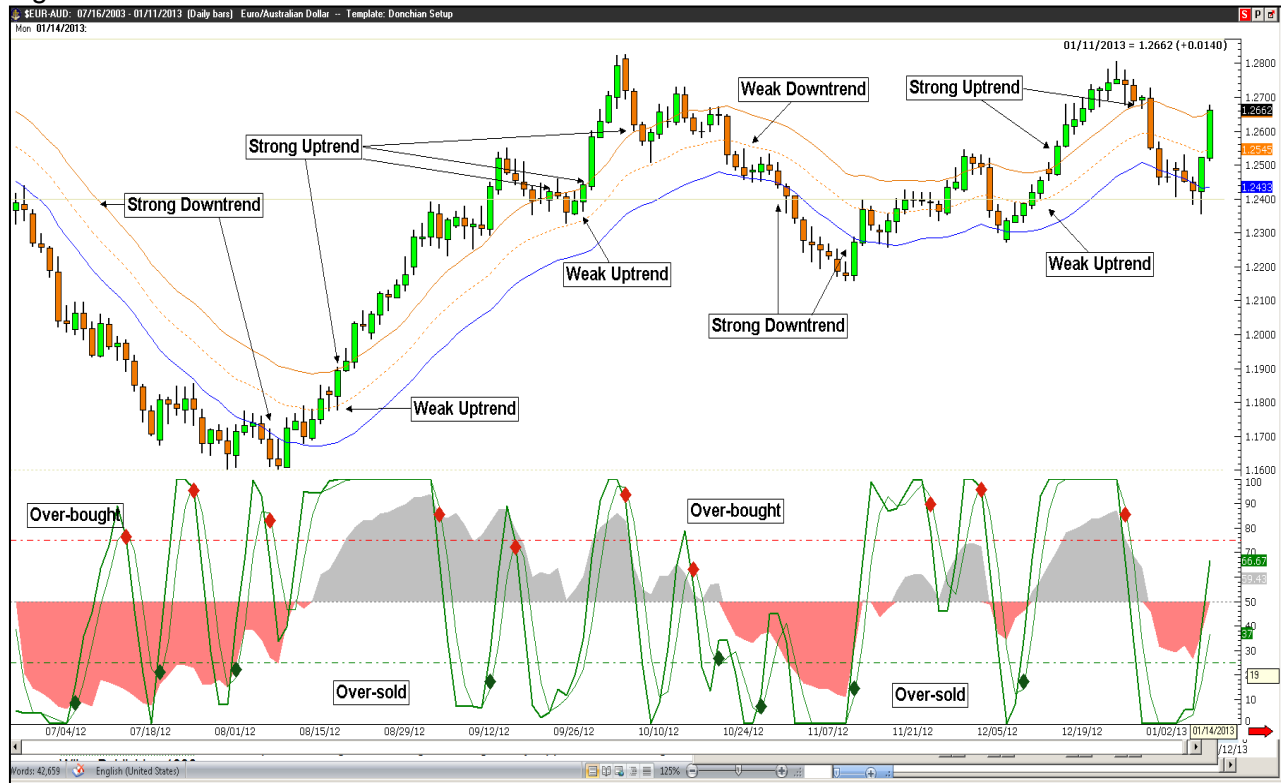 $EUR-AUD: 07/16/2003 - 01/11/2013 (Daily bars) Euro/Australian Dollar -- Template: Donchian Setup
S P
Mon 01/14/2013:
01/11/2013 = 1.2662 (+0.0140)
1.2800
Strong Uptrend
Weak Downtrend
1.2700
1.2662
1.2600
Strong Uptrend
1.2545
1.2500
1.2433
1.2400
Strong Downtrend
1.2300
Weak Uptrend
Weak Uptrend
1.2200
Strong Downtrend
1.2100
1.2000
1.1900
1.1800
Weak Uptrend
1.1700
1.1600
100
Over-bought
Over-bought
90
80
70
66.67
59.43
50
40
37
30
19
Over-sold
Over-sold
10
0
07/04/12 07/18/12 08/01/12 08/15/12 08/29/12 09/12/12 09/26/12 10/10/12 10/24/12 11/07/12 11/21/12 12/05/12 12/19/12 01/02/13 01/14/2013
/12/13
Words: 42,659 English (United States) 125%